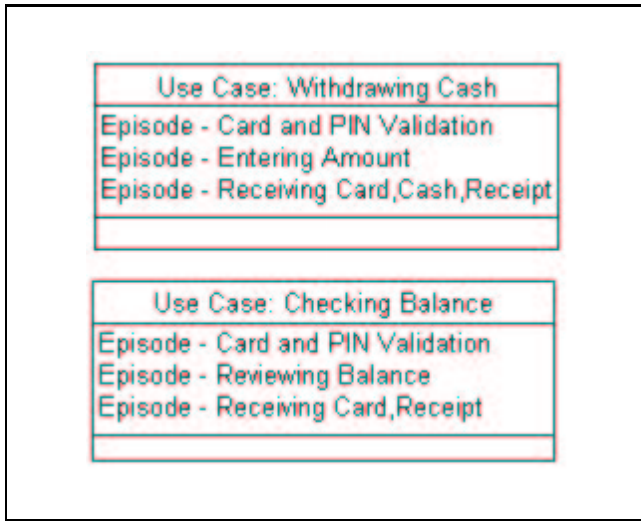 Use Case: Withdrawing Cash
Episode - Card and PIN Validation
Episode - Entering Amount
Episode - Receiving Card,Cash,Receipt
Use Case: Checking Balance
Episode - Card and PIN Validation
Episode - Reviewing Balance
Episode - Receiving Card,Receipt